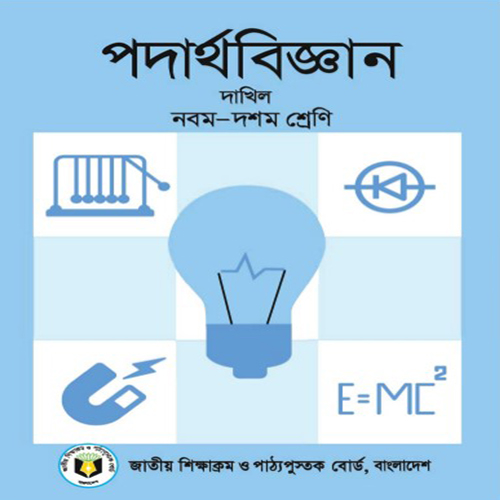 পদার্থবিজ্ঞান
দাখিল
নবম–দশম শ্রেণি
E=MC²
জাতীয় শিক্ষাক্রম ও পাঠ্যপুস্তক বোর্ড, বাংলাদেশ